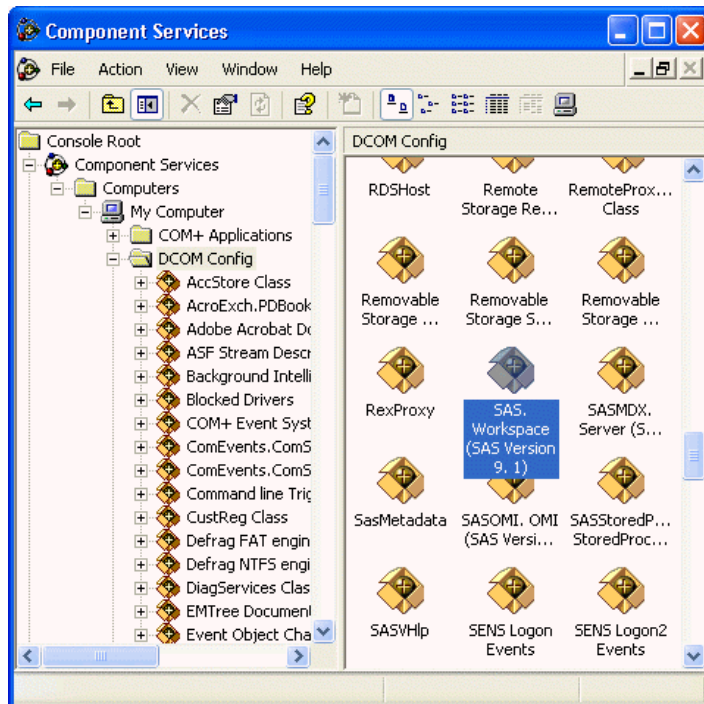 Component Services
File Action View Window Help
Console Root
Component Services
Computers
My Computer
COM+ Applications
DCOM Config
AccStore Class
AcroExch.PDBook
Adobe Acrobat Do
ASF Stream Descr
Background Intelli
Blocked Drivers
COM+ Event Syst
ComEvents.ComS
ComEvents.ComS
Command line Trig
CustReg Class
Defrag FAT engin
Defrag NTFS engi
DiagServices Clas
EMTree Document
Event Object Cha
DCOM Config
RDSHost
Remote
Storage Re...
RemoteProx...
Class
Removable
Storage ...
Removable
Storage S...
Removable
Storage ...
RexProxy
SAS.
Workspace
(SAS Version
9. 1)
SASMDX.
Server (S...
SasMetadata
SASOMI. OMI
(SAS Versi...
SASStoredP...
StoredProc...
SASVHlp
SENS Logon
Events
SENS Logon2
Events